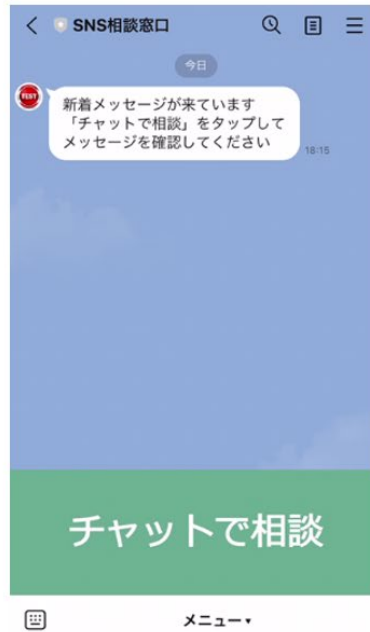 SNS相談窓口
今日
TEST
新着メッセージが来ています
「チャットで相談」をタップして
メッセージを確認してください
18:15
チャットで相談
メニュー▾